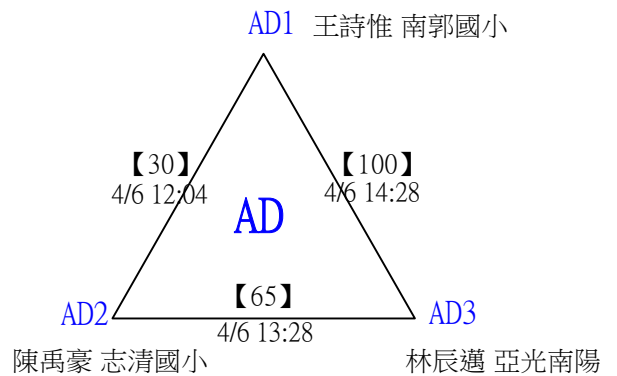 AD1 王詩惟 南郭國小
【30】 【100】
4/6 12:04 4/6 14:28
AD
【65】
AD2 AD3
4/6 13:28
陳禹豪 志清國小 林辰邁 亞光南陽